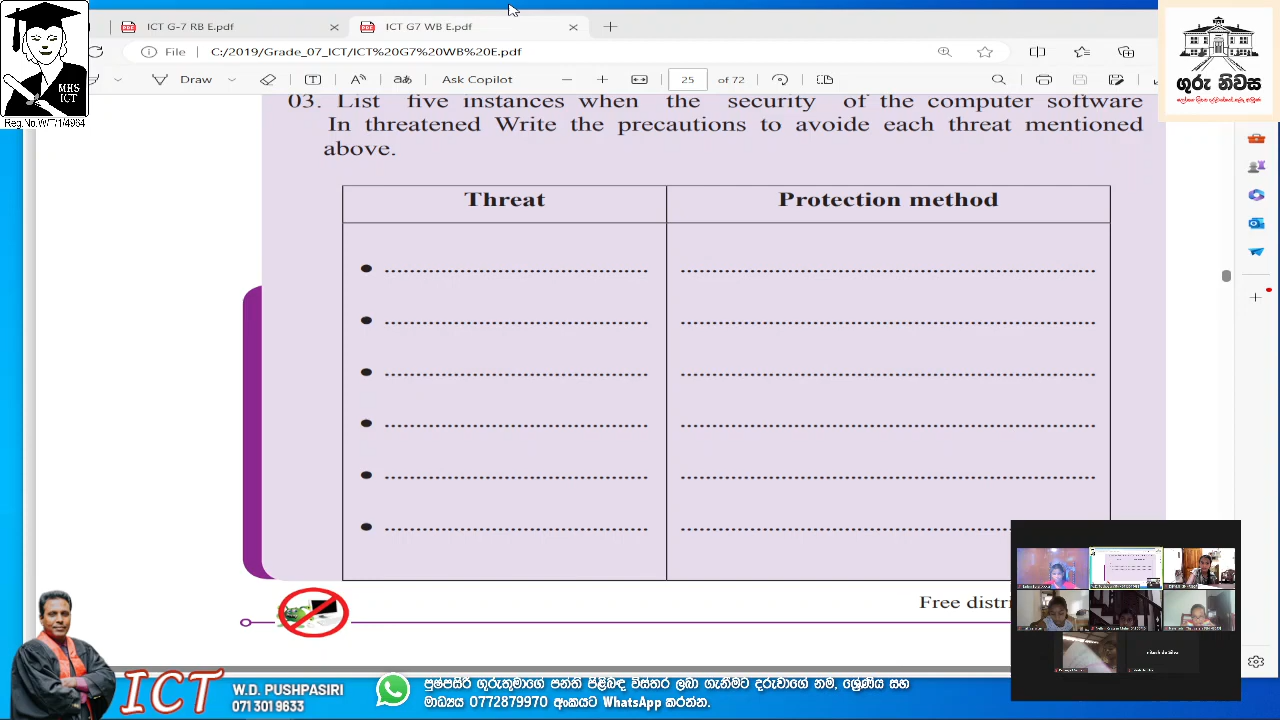 ICT G-7 RB E.pdf
ICT G7 WB E.pdf
File C:/2019/Grade_07_ICT/ICT%20G7%20WB%20E.pdf
Draw
Ask Copilot
25 of 72
MHS
ICT
Reg.No.W/71/4984
ගුරු නිවස
03. List five instances when the security of the computer software
In threatened Write the precautions to avoide each threat mentioned
above.
Threat Protection method
Free distri
ICT
W.D. PUSHPASIRI
071 301 9633
පුෂ්පසිරි ගුරුතුමාගේ පන්ති පිළිබඳ විස්තර ලබා ගැනීමට දරුවාගේ නම, ශ්‍රේණිය සහ
මාධ්‍යය 0772879970 අංකයට WhatsApp කරන්න.